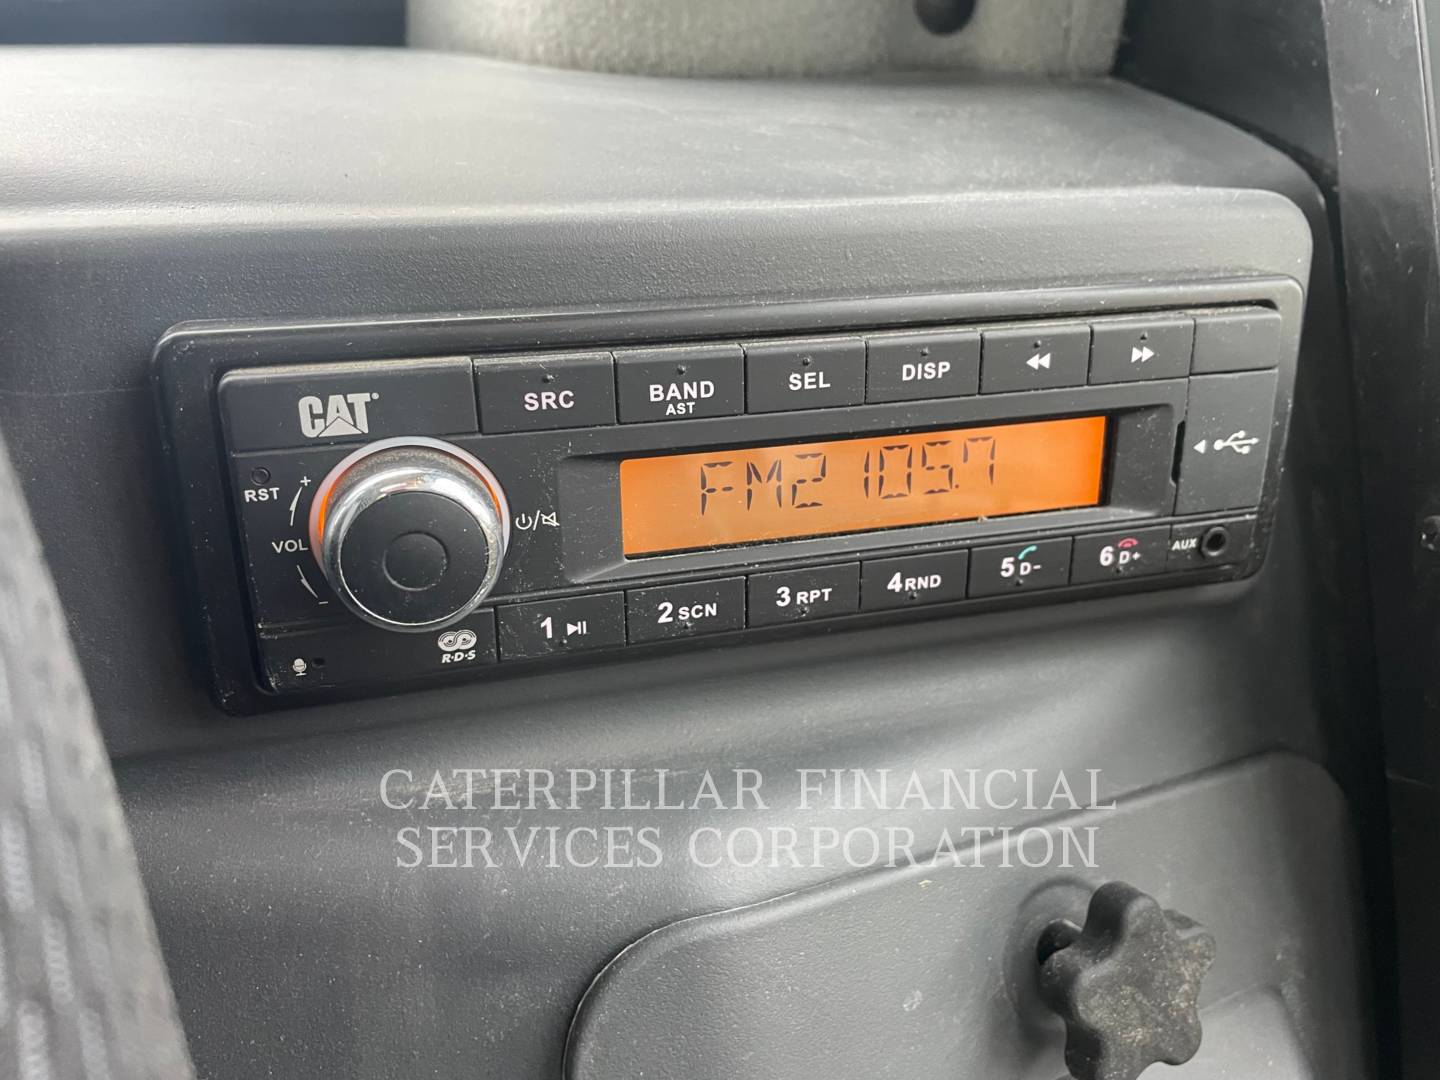 CAT
SRC
BAND
AST
SEL
DISP
RST
+
VOL
-
FM2 105.7
R·D·S
1
2 SCN
3 RPT
4 RND
5 D-
6 D+
AUX
CATERPILLAR FINANCIAL
SERVICES CORPORATION